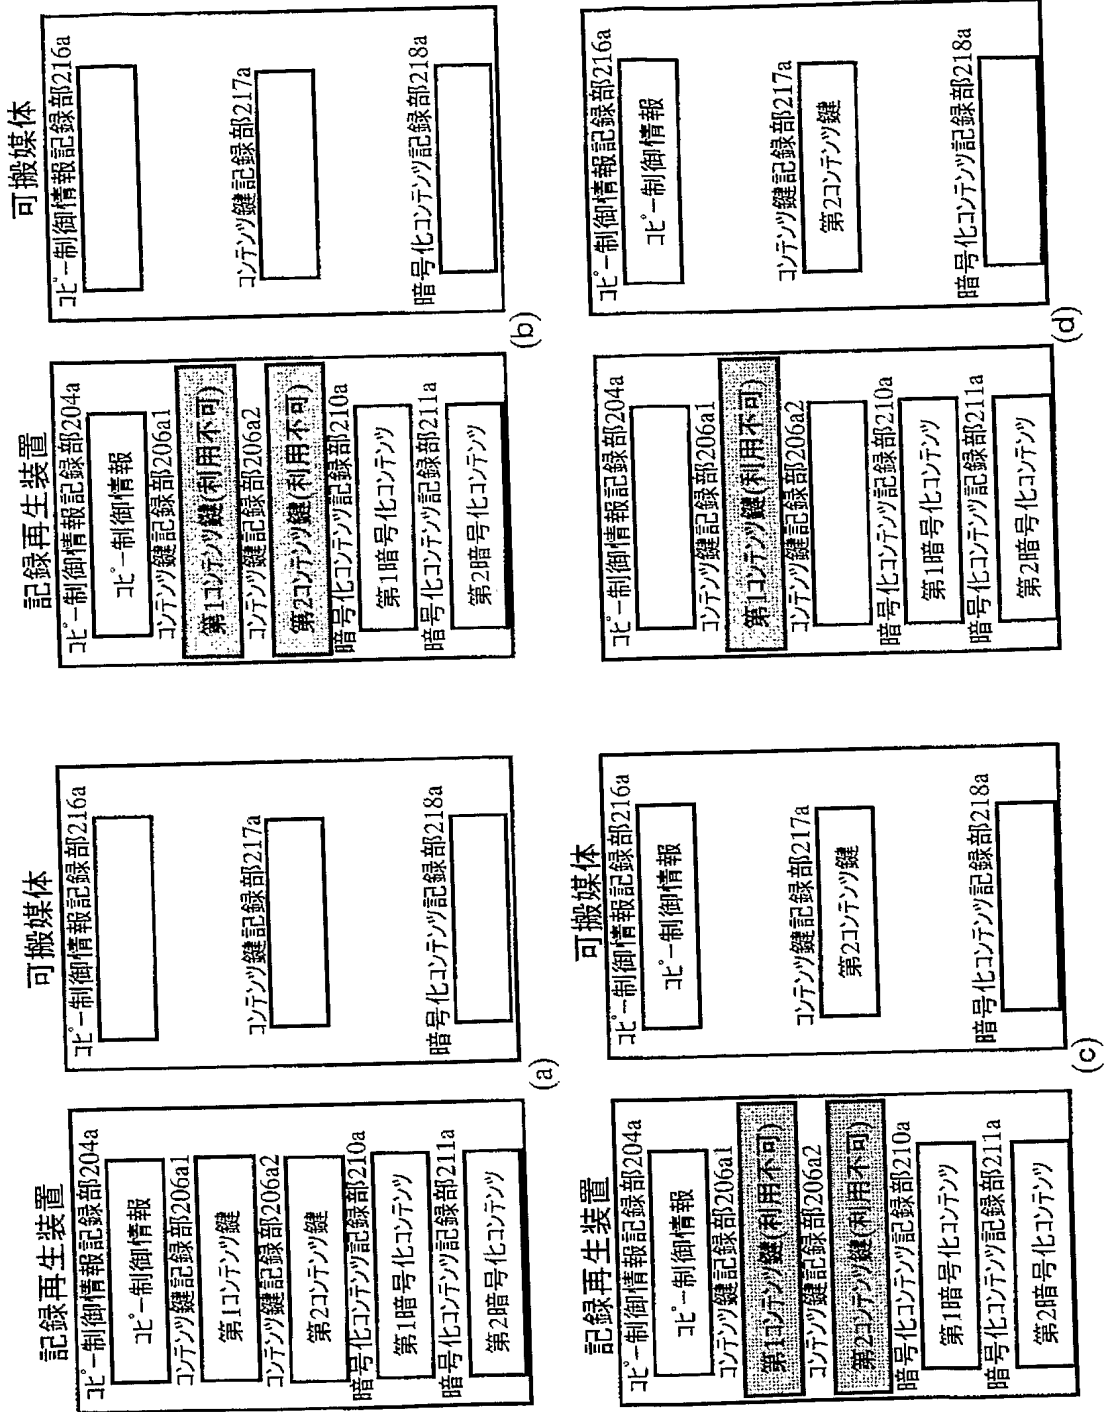 記録再生装置
コピー制御情報記録部204a
コピー制御情報
コンテンツ鍵記録部206a1
第1コンテンツ鍵
コンテンツ鍵記録部206a2
第2コンテンツ鍵
暗号化コンテンツ記録部210a
第1暗号化コンテンツ
暗号化コンテンツ記録部211a
第2暗号化コンテンツ
可搬媒体
コピー制御情報記録部216a
コンテンツ鍵記録部217a
暗号化コンテンツ記録部218a
(a)
記録再生装置
コピー制御情報記録部204a
コピー制御情報
コンテンツ鍵記録部206a1
第1コンテンツ鍵(利用不可)
コンテンツ鍵記録部206a2
第2コンテンツ鍵(利用不可)
暗号化コンテンツ記録部210a
第1暗号化コンテンツ
暗号化コンテンツ記録部211a
第2暗号化コンテンツ
可搬媒体
コピー制御情報記録部216a
コンテンツ鍵記録部217a
暗号化コンテンツ記録部218a
(b)
記録再生装置
コピー制御情報記録部204a
コピー制御情報
コンテンツ鍵記録部206a1
第1コンテンツ鍵(利用不可)
コンテンツ鍵記録部206a2
第2コンテンツ鍵(利用不可)
暗号化コンテンツ記録部210a
第1暗号化コンテンツ
暗号化コンテンツ記録部211a
第2暗号化コンテンツ
可搬媒体
コピー制御情報記録部216a
コピー制御情報
コンテンツ鍵記録部217a
第2コンテンツ鍵
暗号化コンテンツ記録部218a
(c)
コピー制御情報記録部204a
コンテンツ鍵記録部206a1
第1コンテンツ鍵(利用不可)
コンテンツ鍵記録部206a2
暗号化コンテンツ記録部210a
第1暗号化コンテンツ
暗号化コンテンツ記録部211a
第2暗号化コンテンツ
コピー制御情報記録部216a
コピー制御情報
コンテンツ鍵記録部217a
第2コンテンツ鍵
暗号化コンテンツ記録部218a
(d)